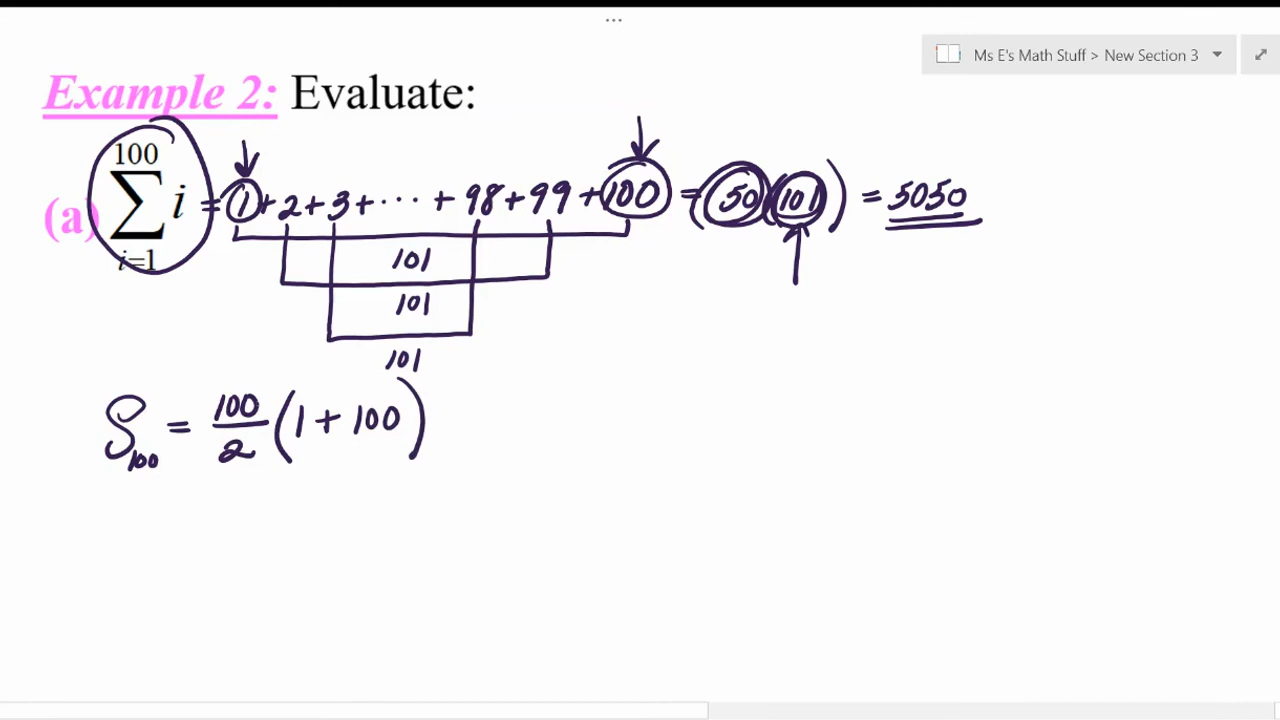 ...
Ms E's Math Stuff > New Section 3
Example 2: Evaluate:
(a) 100 ∑ i=1 i = 1 + 2 + 3 + ··· + 98 + 99 + 100 = (50(101)) = 5050
101
101
101
S100 = 100/2 (1 + 100)